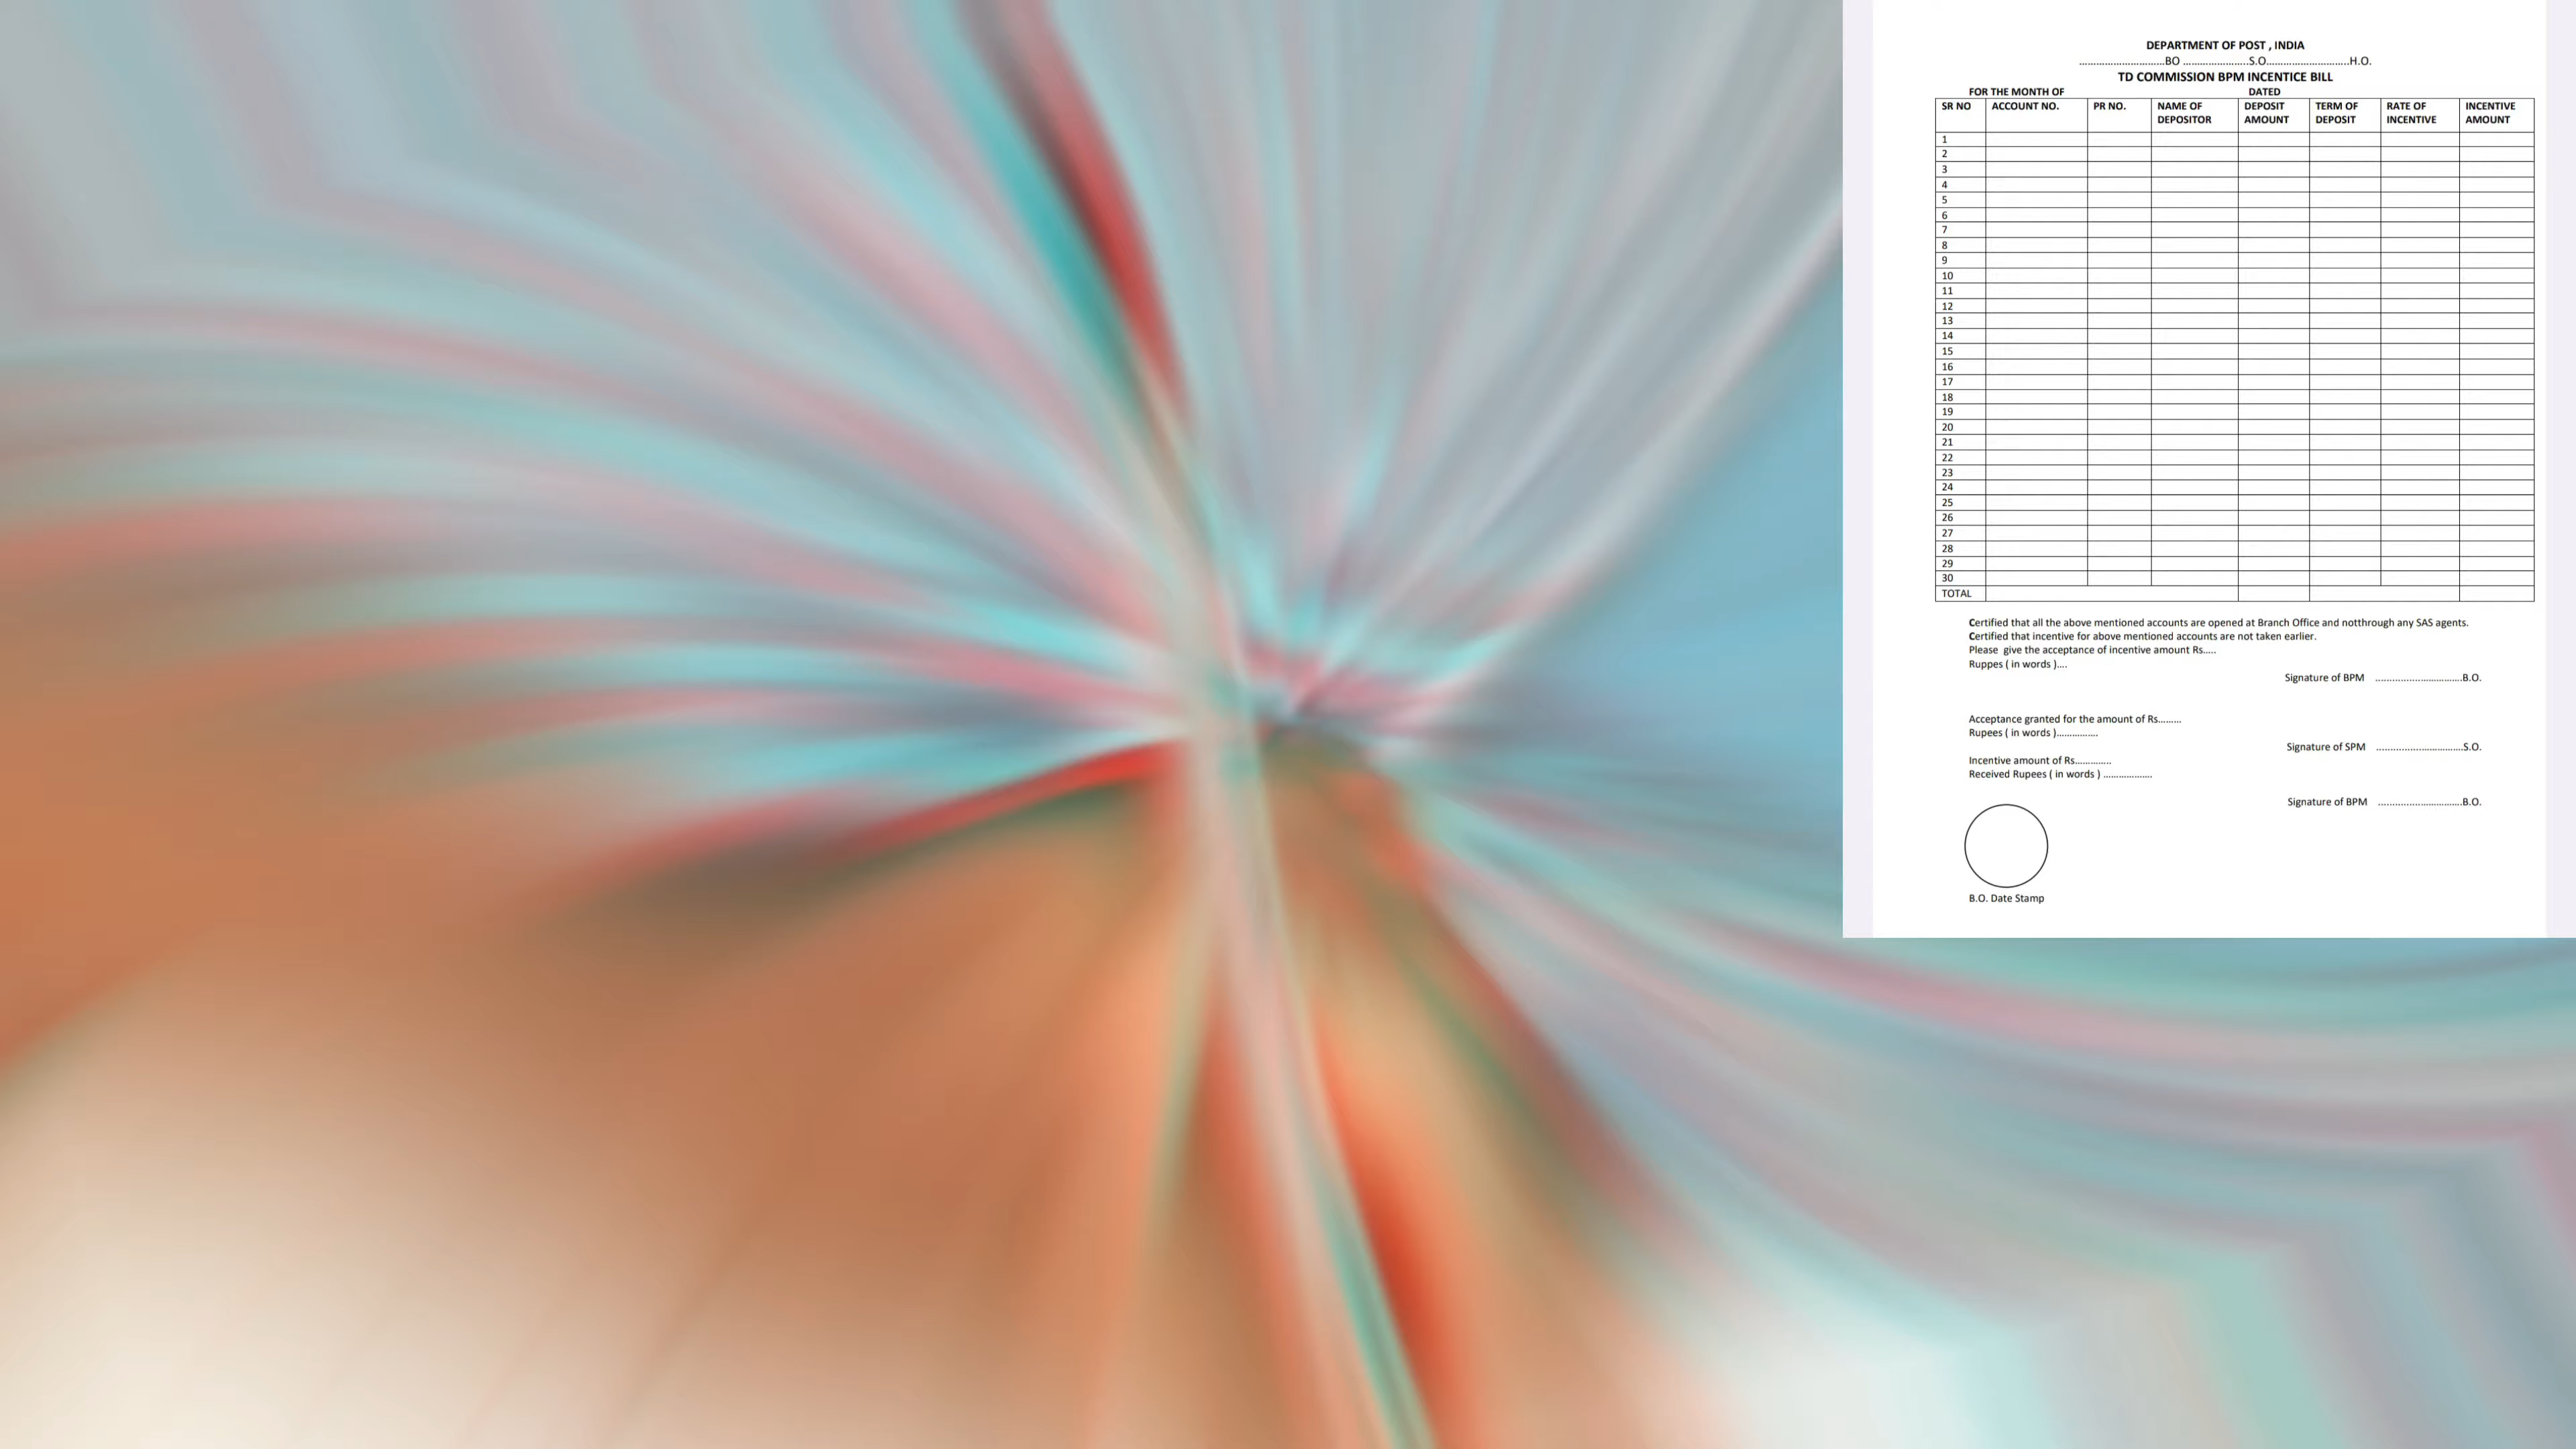 DEPARTMENT OF POST , INDIA
..............................BO .......................S.O.............................H.O.
TD COMMISSION BPM INCENTICE BILL
FOR THE MONTH OF DATED
SR NO ACCOUNT NO. PR NO. NAME OF DEPOSITOR DEPOSIT AMOUNT TERM OF DEPOSIT RATE OF INCENTIVE INCENTIVE AMOUNT
1
2
3
4
5
6
7
8
9
10
11
12
13
14
15
16
17
18
19
20
21
22
23
24
25
26
27
28
29
30
TOTAL
Certified that all the above mentioned accounts are opened at Branch Office and notthrough any SAS agents.
Certified that incentive for above mentioned accounts are not taken earlier.
Please give the acceptance of incentive amount Rs.....
Ruppes ( in words )....
Signature of BPM ..............................B.O.
Acceptance granted for the amount of Rs.........
Rupees ( in words )...............
Signature of SPM ..............................S.O.
Incentive amount of Rs..............
Received Rupees ( in words ) ...................
Signature of BPM .............................B.O.
B.O. Date Stamp